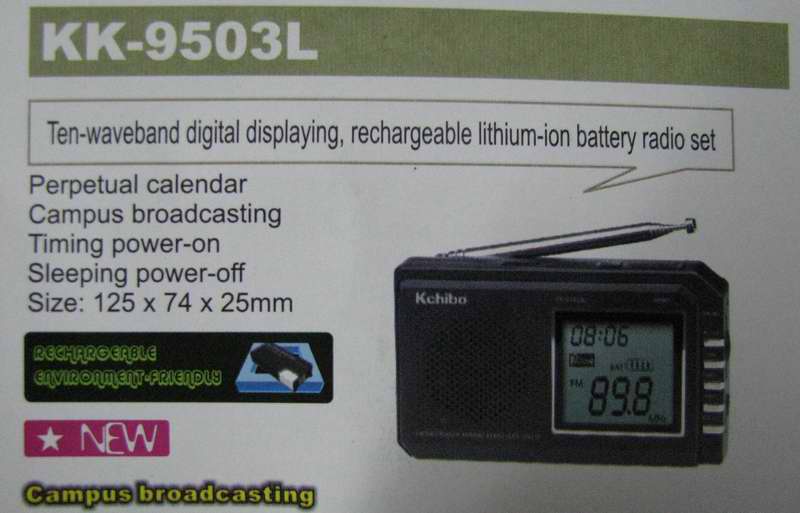 KK-9503L
Ten-waveband digital displaying, rechargeable lithium-ion battery radio set
Perpetual calendar
Campus broadcasting
Timing power-on
Sleeping power-off
Size: 125 x 74 x 25mm
Kchibo
08:06
BAT
FM
89.8
MHz
RECHARGEABLE
ENVIRONMENT-FRIENDLY
NEW
Campus broadcasting